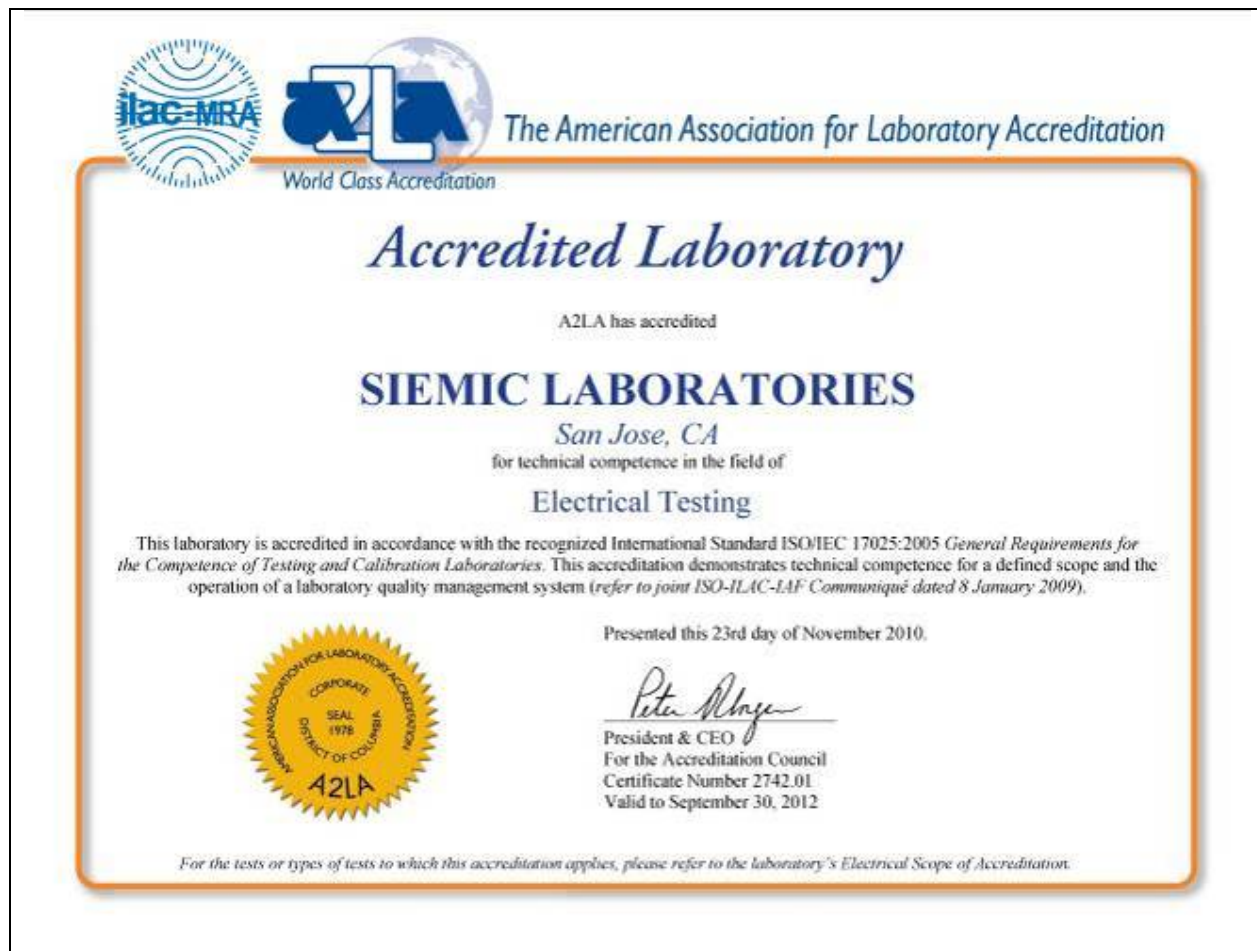 ilac-MRA
a2la
World Class Accreditation
The American Association for Laboratory Accreditation
Accredited Laboratory
A2LA has accredited
SIEMIC LABORATORIES
San Jose, CA
for technical competence in the field of
Electrical Testing
This laboratory is accredited in accordance with the recognized International Standard ISO/IEC 17025:2005 General Requirements for
the Competence of Testing and Calibration Laboratories. This accreditation demonstrates technical competence for a defined scope and the
operation of a laboratory quality management system (refer to joint ISO-ILAC-IAF Communiqué dated 8 January 2009).
Presented this 23rd day of November 2010.
AMERICAN ASSOCIATION FOR LABORATORY ACCREDITATION
CORPORATE
SEAL
1978
DISTRICT OF COLUMBIA
A2LA
Peter
President & CEO
For the Accreditation Council
Certificate Number 2742.01
Valid to September 30, 2012
For the tests or types of tests to which this accreditation applies, please refer to the laboratory's Electrical Scope of Accreditation.